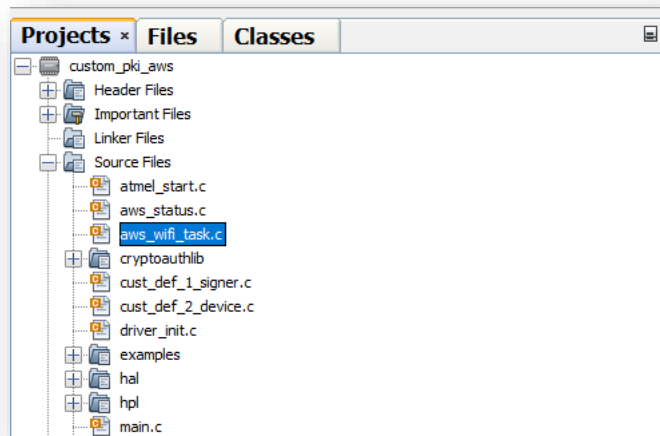 Projects × Files Classes
custom_pki_aws
Header Files
Important Files
Linker Files
Source Files
atmel_start.c
aws_status.c
aws_wifi_task.c
cryptoauthlib
cust_def_1_signer.c
cust_def_2_device.c
driver_init.c
examples
hal
hpl
main.c